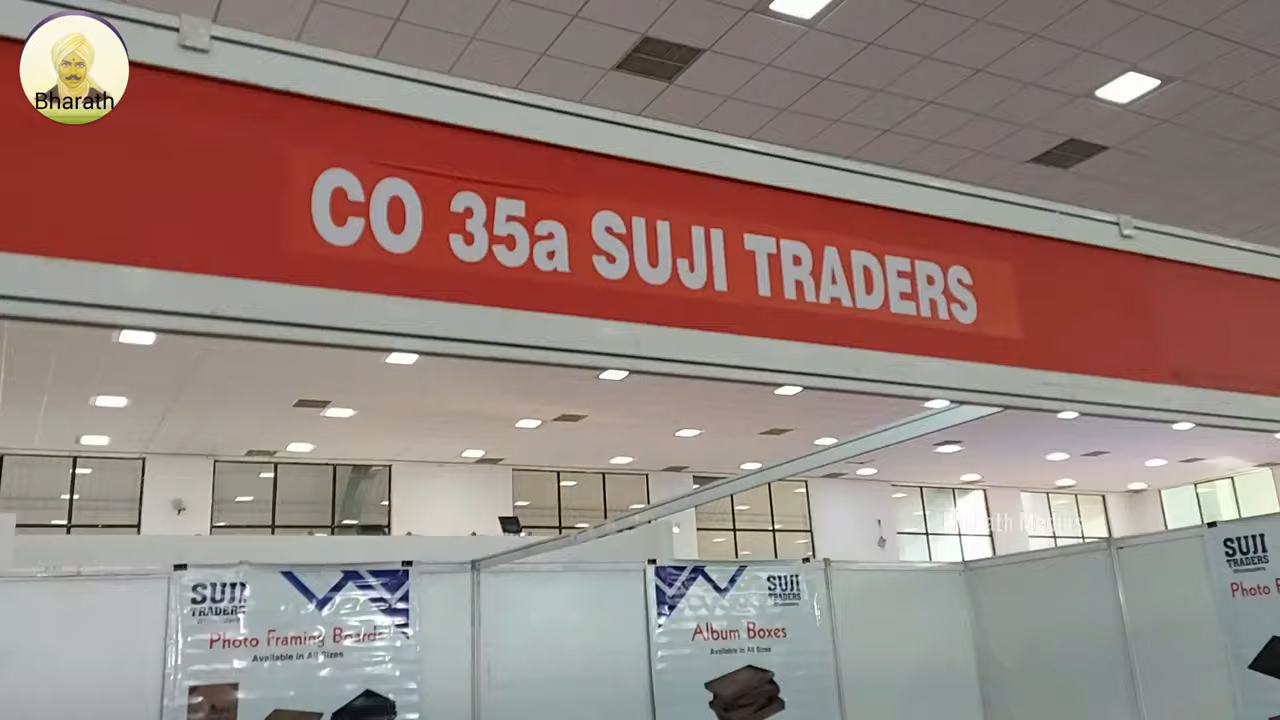 Bharath
CO 35a SUJI TRADERS
SUJI
TRADERS
Photo Framing Boards
Available in All Sizes
SUJI
TRADERS
Album Boxes
Available in All Sizes
SUJI
TRADERS
Photo